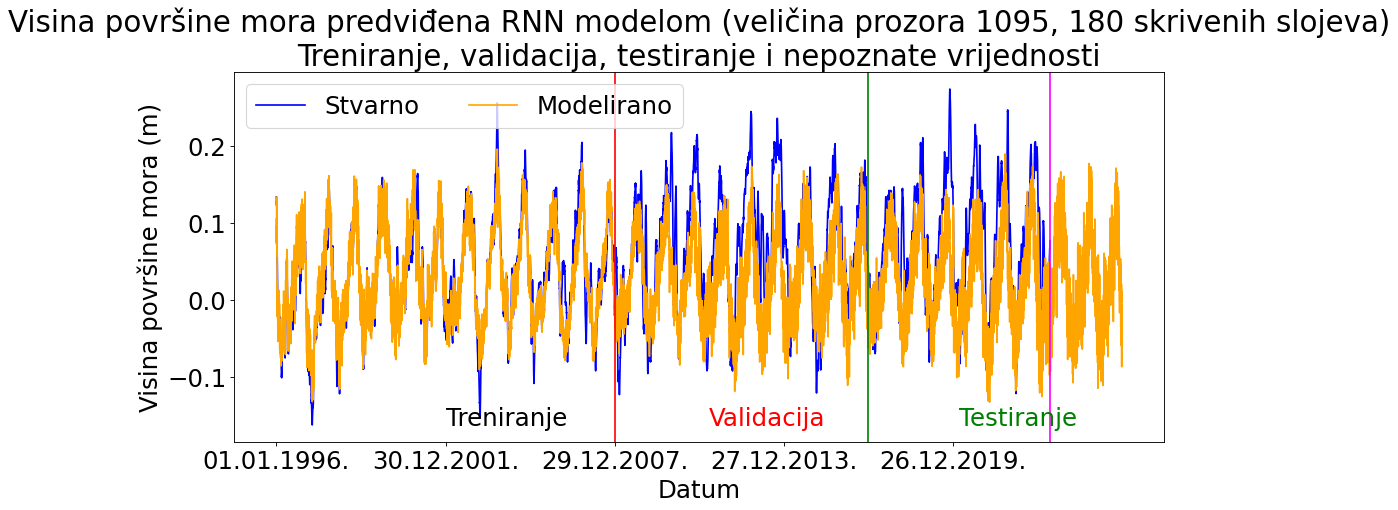 Visina površine mora predviđena RNN modelom (veličina prozora 1095, 180 skrivenih slojeva)
Treniranje, validacija, testiranje i nepoznate vrijednosti
Stvarno Modelirano
Visina površine mora (m)
0.2
0.1
0.0
−0.1
Treniranje Validacija Testiranje
01.01.1996. 30.12.2001. 29.12.2007. 27.12.2013. 26.12.2019.
Datum